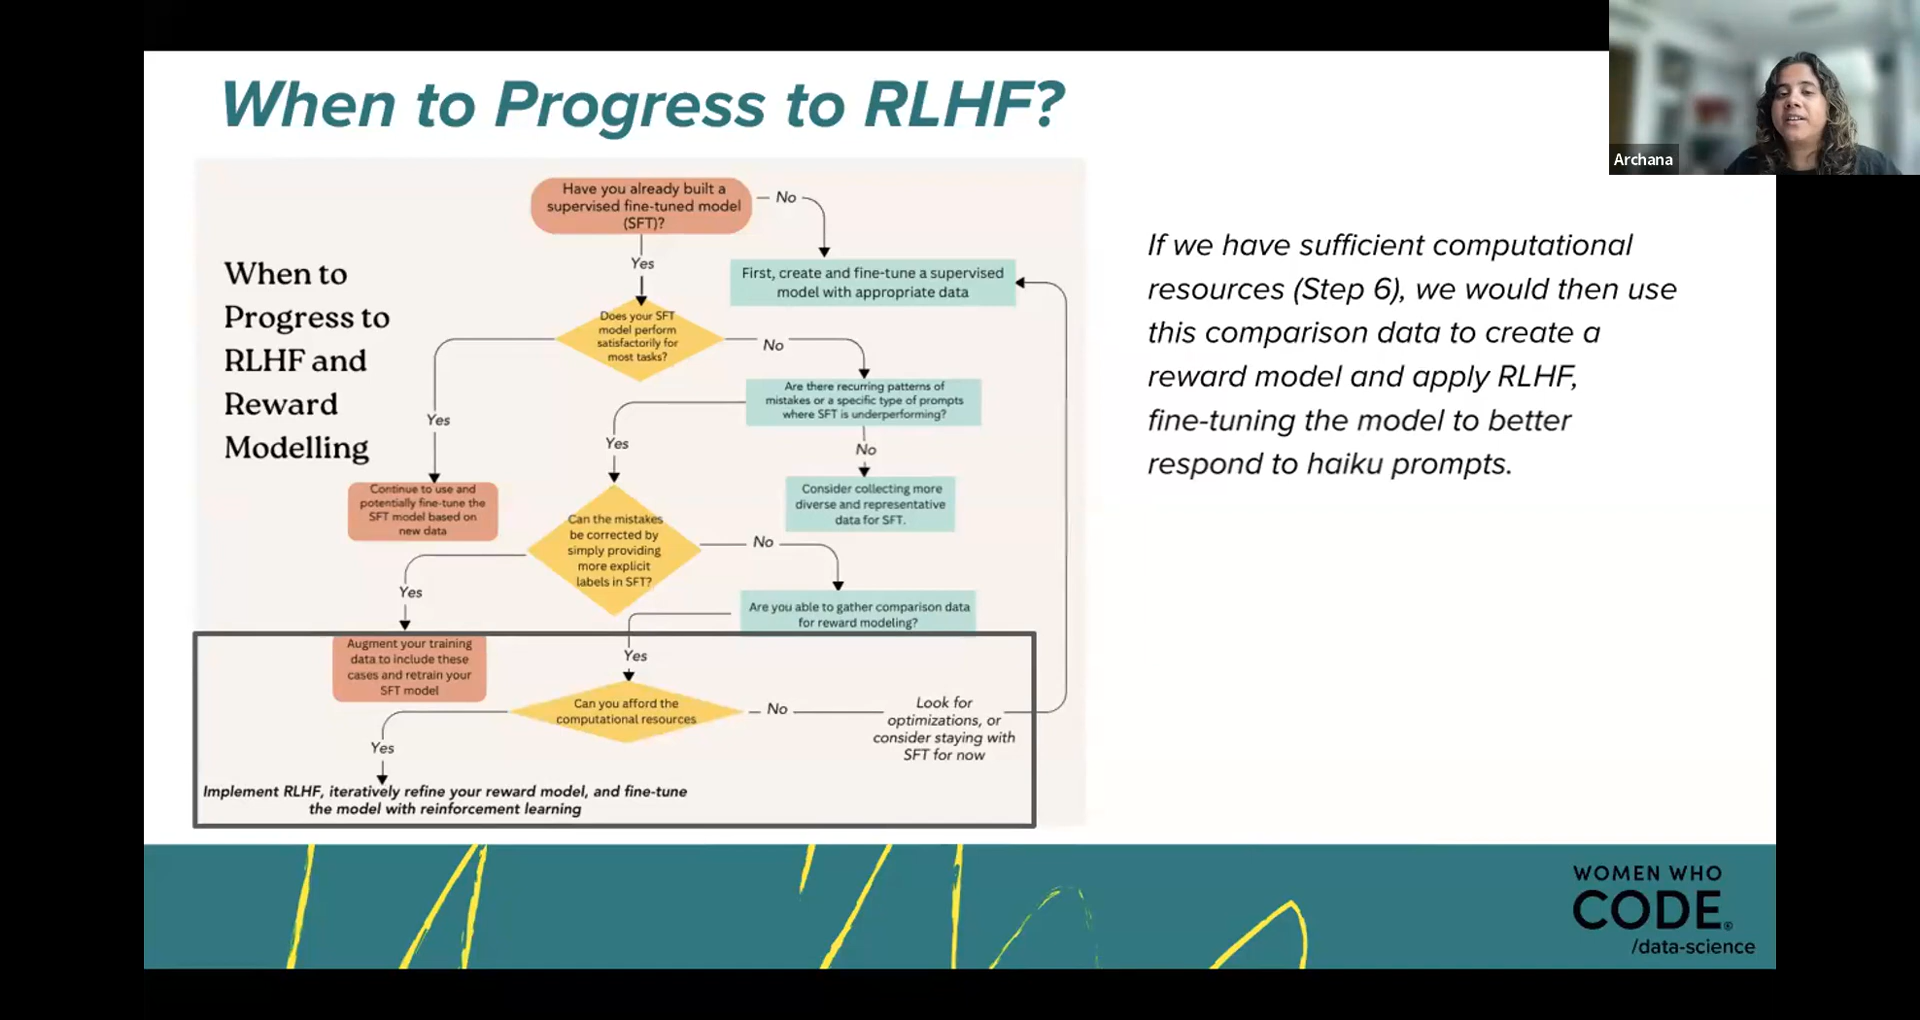 When to Progress to RLHF?
Archana
When to
Progress to
RLHF and
Reward
Modelling
Have you already built a
supervised fine-tuned model
(SFT)?
No
Yes
First, create and fine-tune a supervised
model with appropriate data
Does your SFT
model perform
satisfactorily for
most tasks?
No
Yes
Are there recurring patterns of
mistakes or a specific type of prompts
where SFT is underperforming?
Yes
No
Continue to use and
potentially fine-tune the
SFT model based on
new data
Consider collecting more
diverse and representative
data for SFT.
Can the mistakes
be corrected by
simply providing
more explicit
labels in SFT?
No
Yes
Are you able to gather comparison data
for reward modeling?
Augment your training
data to include these
cases and retrain your
SFT model
Yes
Can you afford the
computational resources
No
Look for
optimizations, or
consider staying with
SFT for now
Yes
Implement RLHF, iteratively refine your reward model, and fine-tune
the model with reinforcement learning
If we have sufficient computational
resources (Step 6), we would then use
this comparison data to create a
reward model and apply RLHF,
fine-tuning the model to better
respond to haiku prompts.
WOMEN WHO
CODE®
/data-science